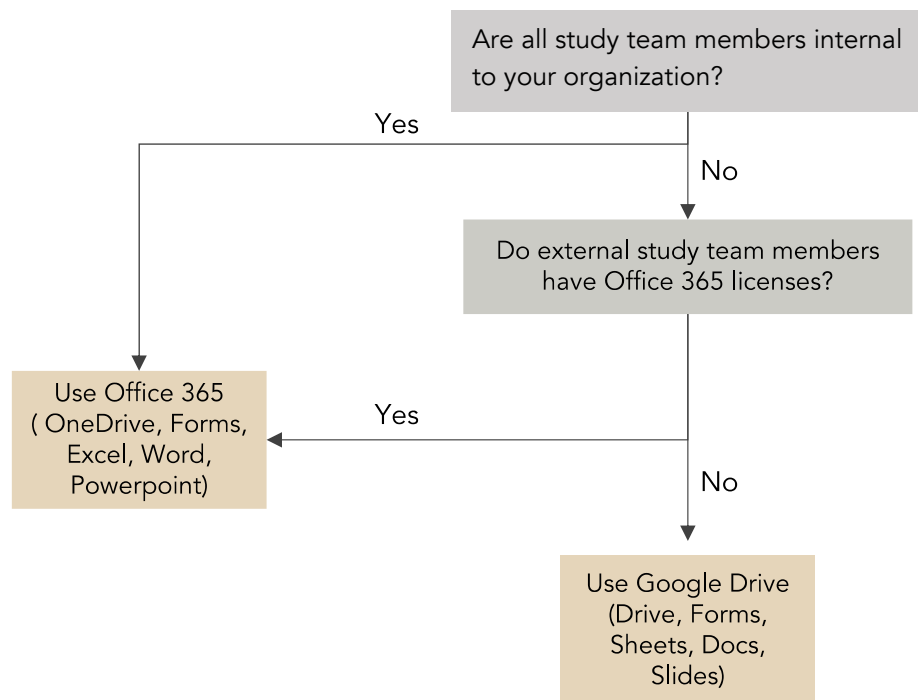 Are all study team members internal
to your organization?
Yes
No
Do external study team members
have Office 365 licenses?
Use Office 365
( OneDrive, Forms,
Excel, Word,
Powerpoint)
Yes
No
Use Google Drive
(Drive, Forms,
Sheets, Docs,
Slides)